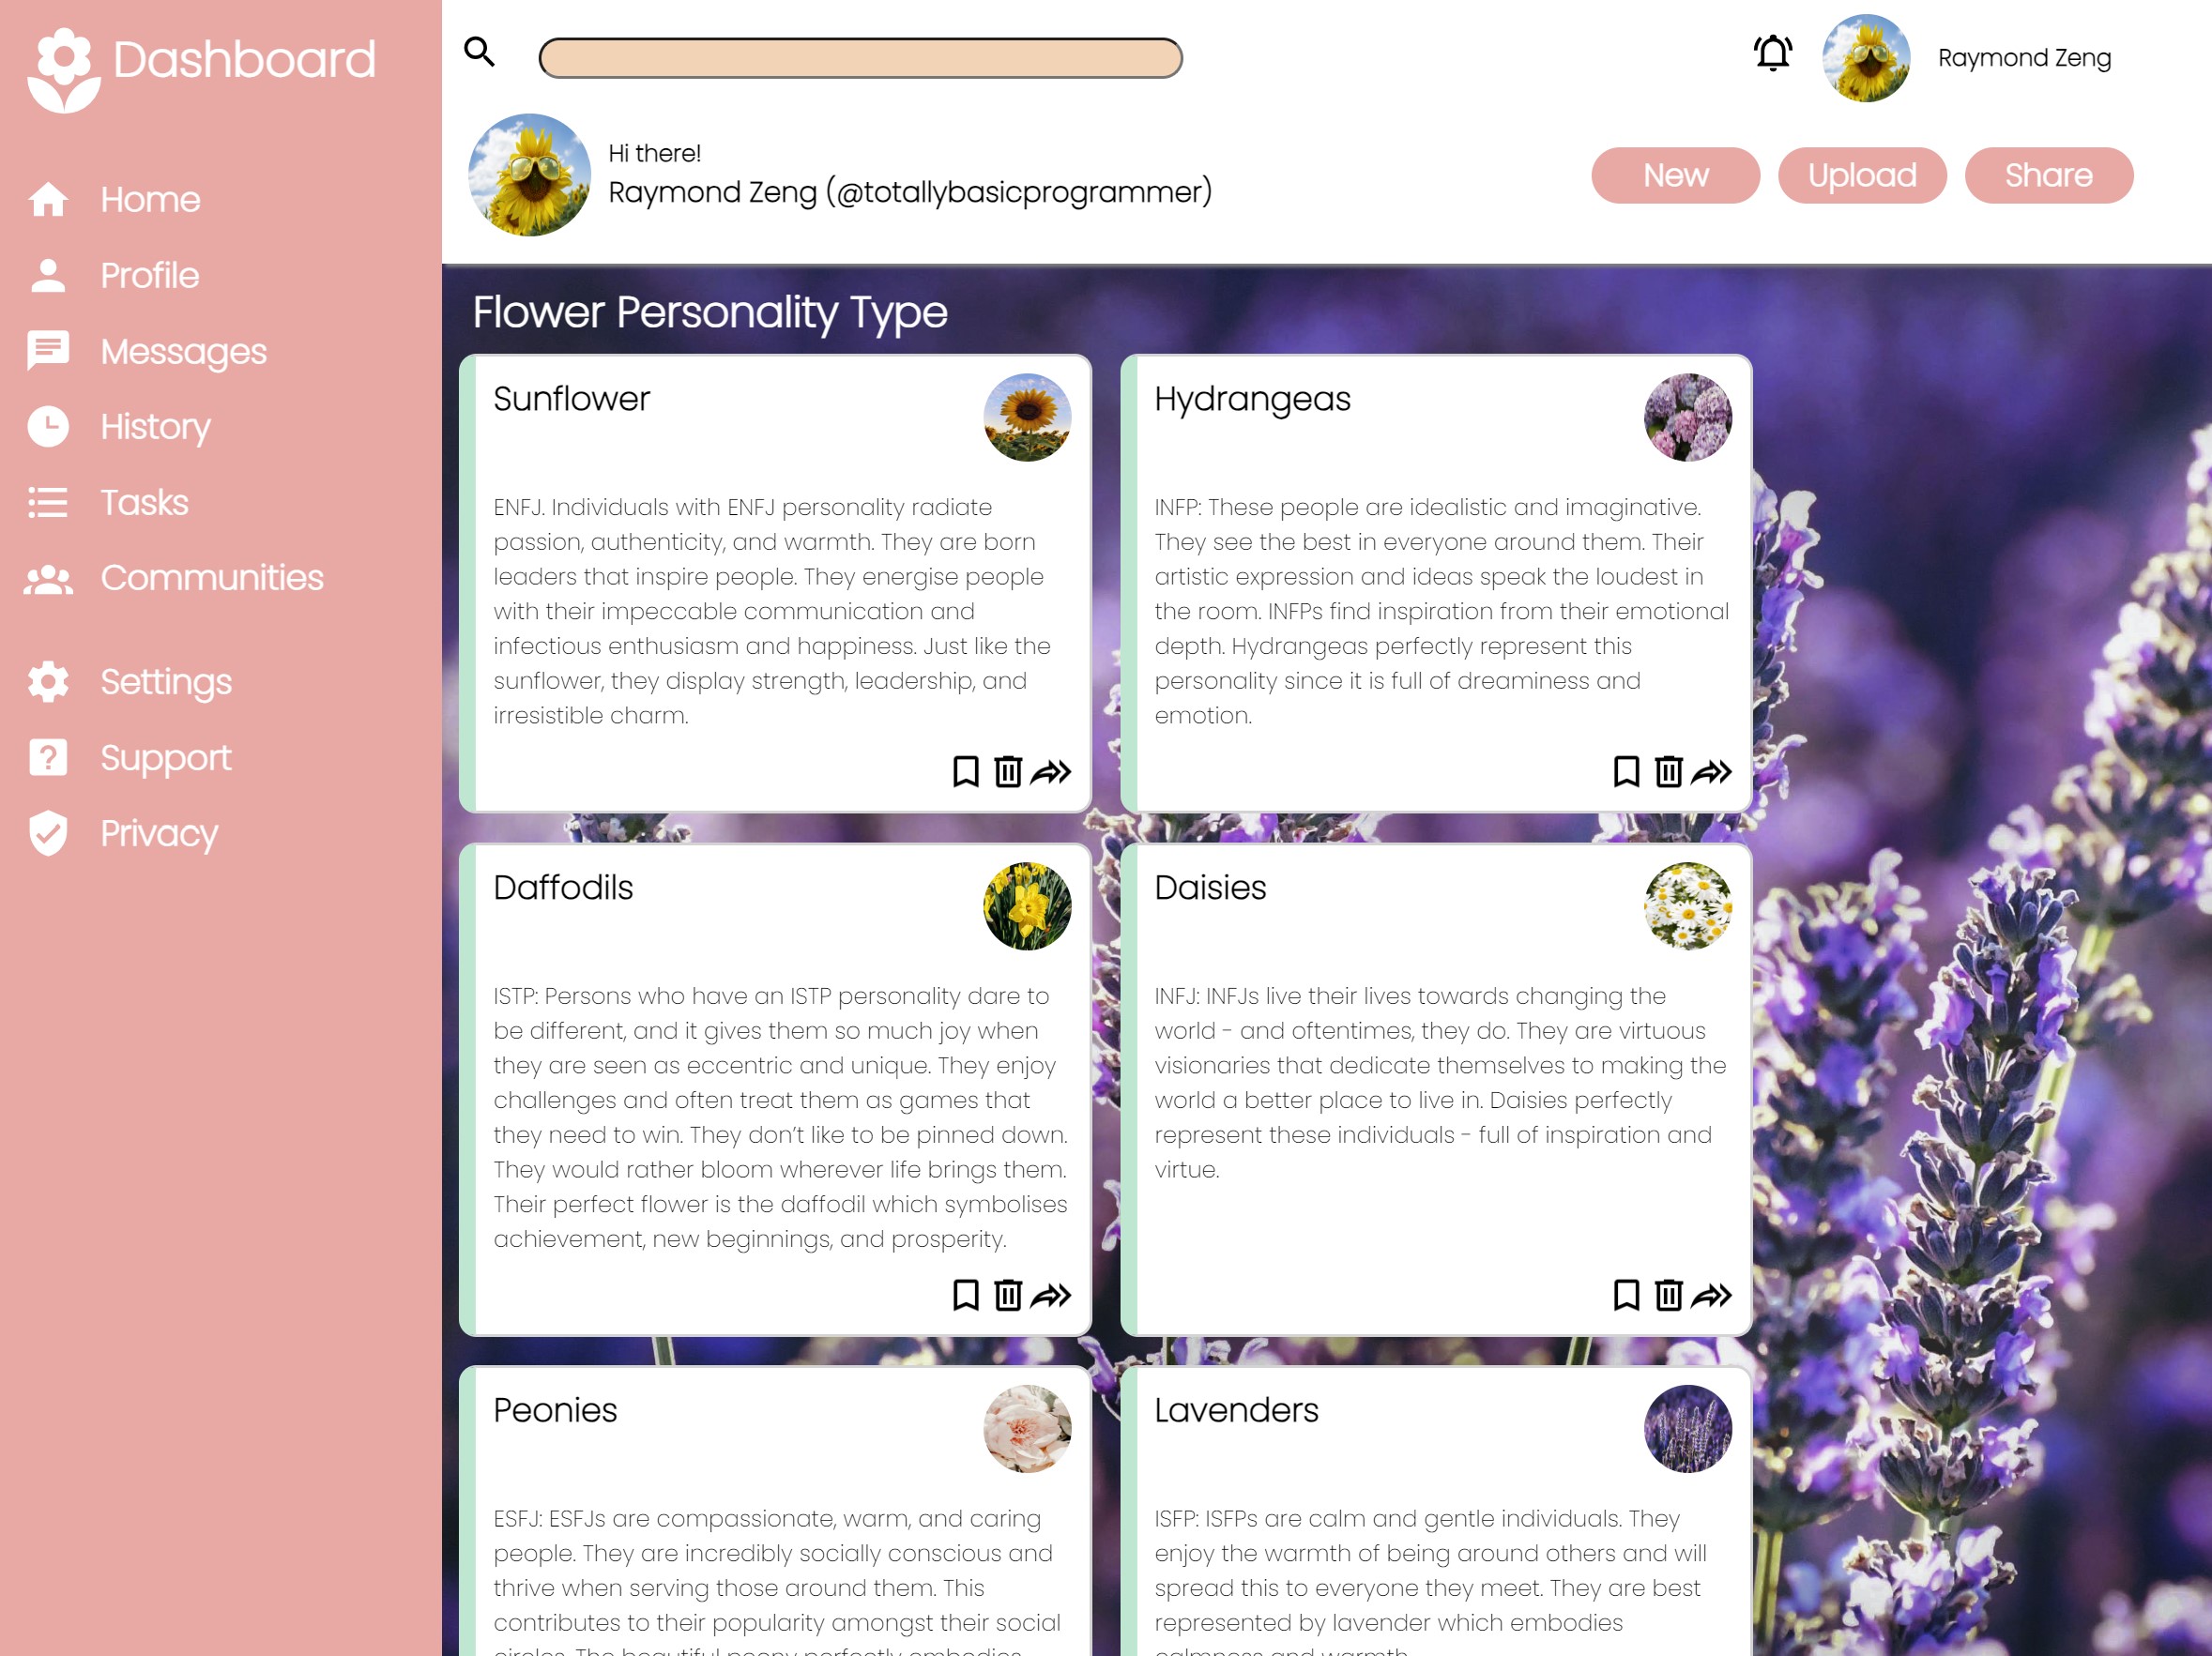 Dashboard
Home
Profile
Messages
History
Tasks
Communities
Settings
Support
Privacy
Raymond Zeng
Hi there!
Raymond Zeng (@totallybasicprogrammer)
New
Upload
Share
Flower Personality Type
Sunflower
ENFJ. Individuals with ENFJ personality radiate
passion, authenticity, and warmth. They are born
leaders that inspire people. They energise people
with their impeccable communication and
infectious enthusiasm and happiness. Just like the
sunflower, they display strength, leadership, and
irresistible charm.
Hydrangeas
INFP: These people are idealistic and imaginative.
They see the best in everyone around them. Their
artistic expression and ideas speak the loudest in
the room. INFPs find inspiration from their emotional
depth. Hydrangeas perfectly represent this
personality since it is full of dreaminess and
emotion.
Daffodils
ISTP: Persons who have an ISTP personality dare to
be different, and it gives them so much joy when
they are seen as eccentric and unique. They enjoy
challenges and often treat them as games that
they need to win. They don’t like to be pinned down.
They would rather bloom wherever life brings them.
Their perfect flower is the daffodil which symbolises
achievement, new beginnings, and prosperity.
Daisies
INFJ: INFJs live their lives towards changing the
world - and oftentimes, they do. They are virtuous
visionaries that dedicate themselves to making the
world a better place to live in. Daisies perfectly
represent these individuals - full of inspiration and
virtue.
Peonies
ESFJ: ESFJs are compassionate, warm, and caring
people. They are incredibly socially conscious and
thrive when serving those around them. This
contributes to their popularity amongst their social
circles. The beautiful peony perfectly embodies
Lavenders
ISFP: ISFPs are calm and gentle individuals. They
enjoy the warmth of being around others and will
spread this to everyone they meet. They are best
represented by lavender which embodies
calmness and warmth.